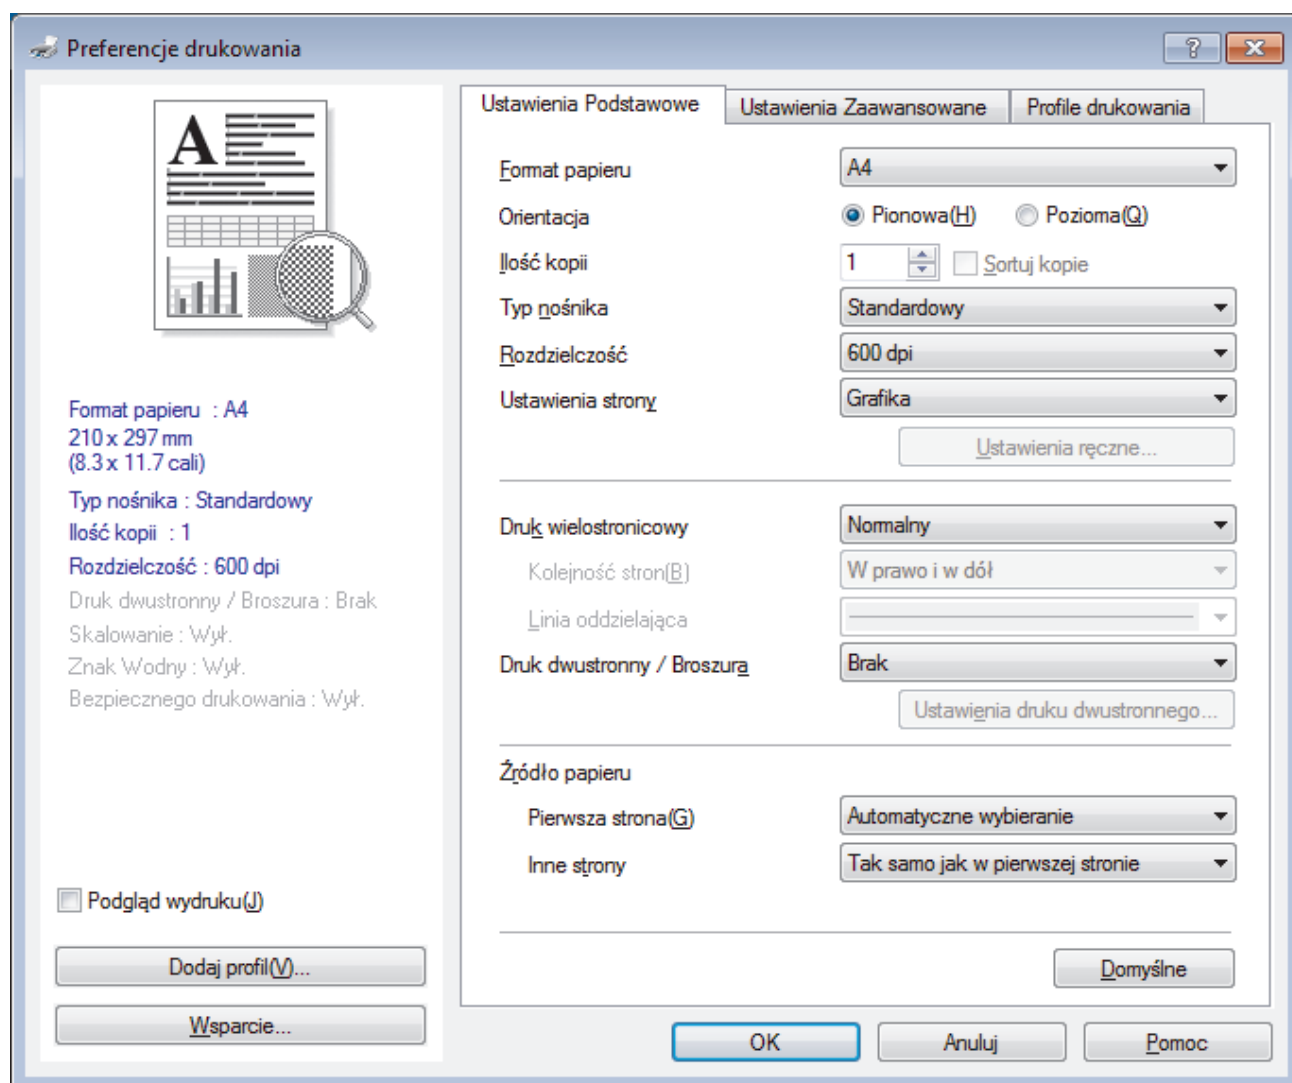 Preferencje drukowania
?
A
Format papieru : A4
210 x 297 mm
(8.3 x 11.7 cali)
Typ nośnika : Standardowy
Ilość kopii : 1
Rozdzielczość : 600 dpi
Druk dwustronny / Broszura : Brak
Skalowanie : Wył.
Znak Wodny : Wył.
Bezpiecznego drukowania : Wył.
Podgląd wydruku(J)
Dodaj profil(V)...
Wsparcie...
Ustawienia Podstawowe Ustawienia Zaawansowane Profile drukowania
Format papieru A4
Orientacja Pionowa(H) Pozioma(Q)
Ilość kopii 1 Sortuj kopie
Typ nośnika Standardowy
Rozdzielczość 600 dpi
Ustawienia strony Grafika
Ustawienia ręczne...
Druk wielostronicowy Normalny
Kolejność stron(B) W prawo i w dół
Linia oddzielająca
Druk dwustronny / Broszura Brak
Ustawienia druku dwustronnego...
Źródło papieru
Pierwsza strona(G) Automatyczne wybieranie
Inne strony Tak samo jak w pierwszej stronie
Domyślne
OK Anuluj Pomoc